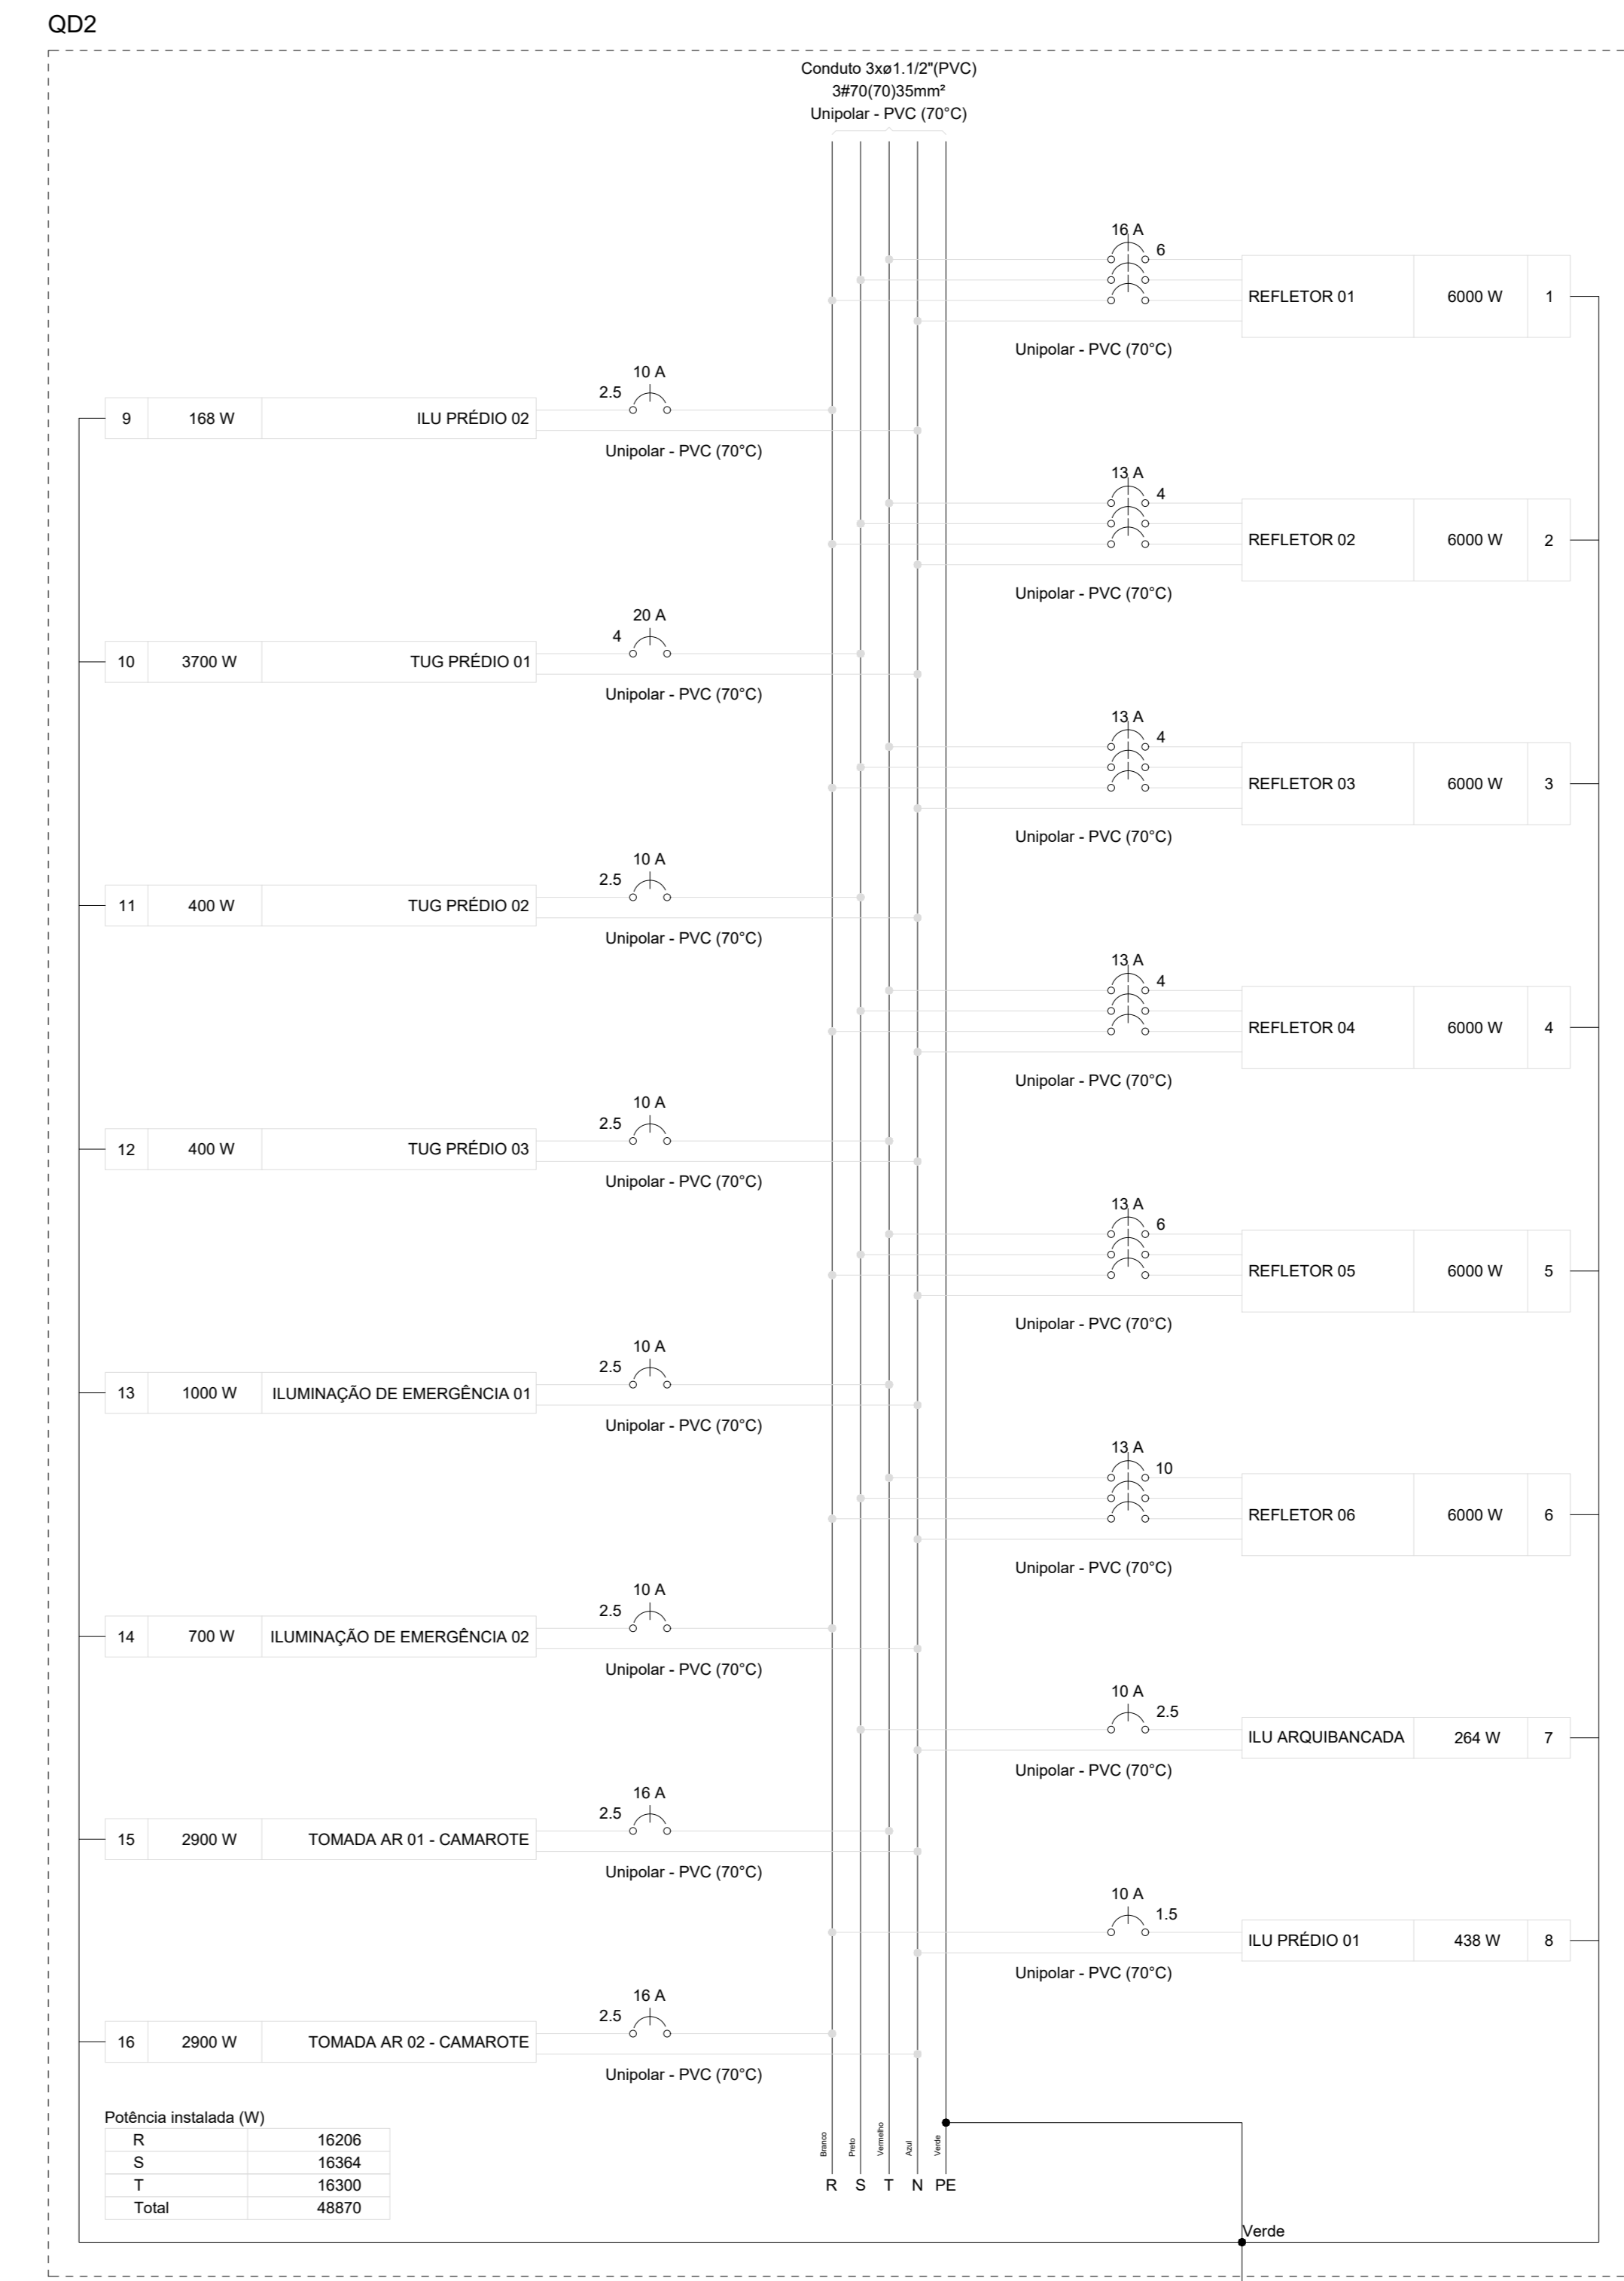 QD2
Conduto 3xø1.1/2"(PVC)
3#70(70)35mm²
Unipolar - PVC (70°C)
16 A
6
REFLETOR 01 6000 W 1
Unipolar - PVC (70°C)
10 A
2.5
9 168 W ILU PRÉDIO 02
Unipolar - PVC (70°C)
13 A
4
REFLETOR 02 6000 W 2
Unipolar - PVC (70°C)
20 A
4
10 3700 W TUG PRÉDIO 01
Unipolar - PVC (70°C)
13 A
4
REFLETOR 03 6000 W 3
Unipolar - PVC (70°C)
10 A
2.5
11 400 W TUG PRÉDIO 02
Unipolar - PVC (70°C)
13 A
4
REFLETOR 04 6000 W 4
Unipolar - PVC (70°C)
10 A
2.5
12 400 W TUG PRÉDIO 03
Unipolar - PVC (70°C)
13 A
6
REFLETOR 05 6000 W 5
Unipolar - PVC (70°C)
10 A
2.5
13 1000 W ILUMINAÇÃO DE EMERGÊNCIA 01
Unipolar - PVC (70°C)
13 A
10
REFLETOR 06 6000 W 6
Unipolar - PVC (70°C)
10 A
2.5
14 700 W ILUMINAÇÃO DE EMERGÊNCIA 02
Unipolar - PVC (70°C)
10 A
2.5
ILU ARQUIBANCADA 264 W 7
Unipolar - PVC (70°C)
16 A
2.5
15 2900 W TOMADA AR 01 - CAMAROTE
Unipolar - PVC (70°C)
10 A
1.5
ILU PRÉDIO 01 438 W 8
Unipolar - PVC (70°C)
16 A
2.5
16 2900 W TOMADA AR 02 - CAMAROTE
Unipolar - PVC (70°C)
Potência instalada (W)
R 16206
S 16364
T 16300
Total 48870
Branco
Preto
Vermelho
Azul
Verde
R S T N PE
Verde